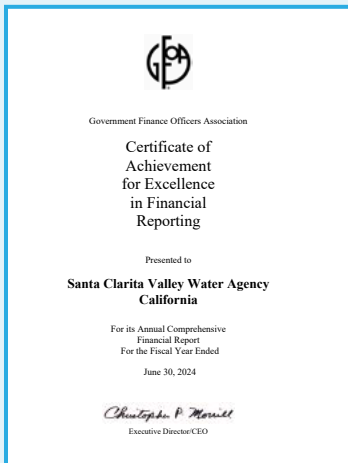 GFOA
Government Finance Officers Association
Certificate of
Achievement
for Excellence
in Financial
Reporting
Presented to
Santa Clarita Valley Water Agency
California
For its Annual Comprehensive
Financial Report
For the Fiscal Year Ended
June 30, 2024
Christopher P. Morrill
Executive Director/CEO